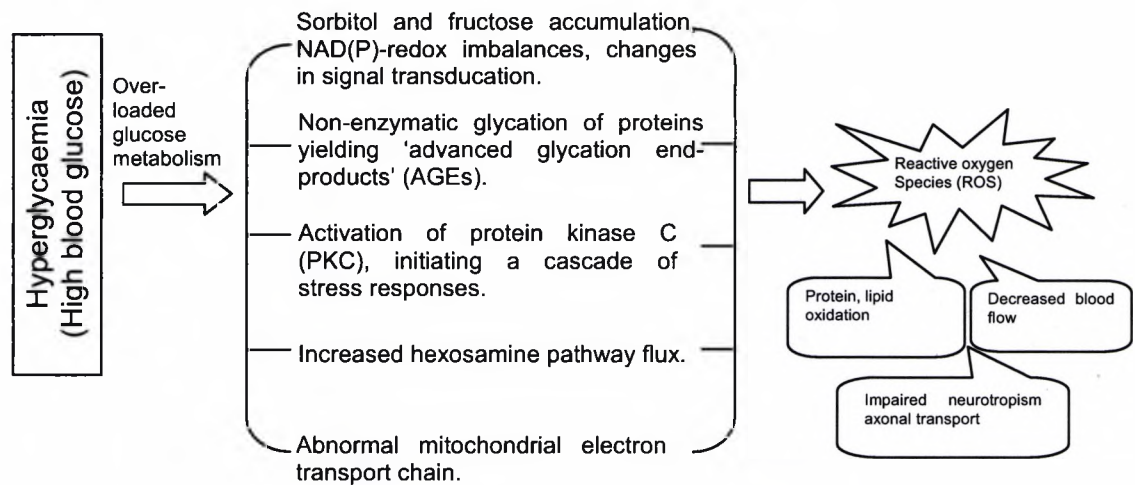 Hyperglycaemia
(High blood glucose)
Over-
loaded
glucose
metabolism
Sorbitol and fructose accumulation
NAD(P)-redox imbalances, changes
in signal transducation.
Non-enzymatic glycation of proteins
yielding 'advanced glycation end-
products' (AGEs).
Activation of protein kinase C
(PKC), initiating a cascade of
stress responses.
Increased hexosamine pathway flux.
Abnormal mitochondrial electron
transport chain.
Reactive oxygen
Species (ROS)
Protein, lipid
oxidation
Decreased blood
flow
Impaired neurotropism
axonal transport